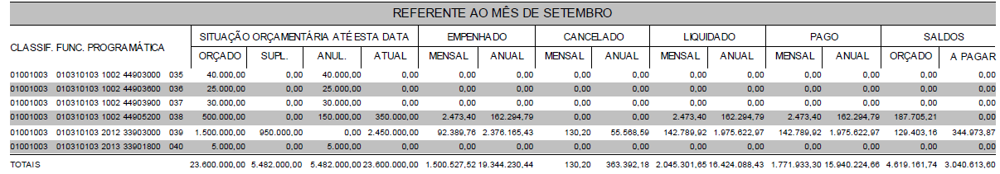 REFERENTE AO MÊS DE SETEMBRO
CLASSIF. FUNC. PROGRAMÁTICA SITUAÇÃO ORÇAMENTÁRIA ATÉ ESTA DATA EMPENHADO CANCELADO LIQUIDADO PAGO SALDOS
ORÇADO SUPL. ANUL. ATUAL MENSAL ANUAL MENSAL ANUAL MENSAL ANUAL MENSAL ANUAL ORÇADO A PAGAR
01001003 010310103 1002 44903000 035 40.000,00 0,00 40.000,00 0,00 0,00 0,00 0,00 0,00 0,00 0,00 0,00 0,00 0,00 0,00
01001003 010310103 1002 44903600 036 25.000,00 0,00 25.000,00 0,00 0,00 0,00 0,00 0,00 0,00 0,00 0,00 0,00 0,00 0,00
01001003 010310103 1002 44903900 037 30.000,00 0,00 30.000,00 0,00 0,00 0,00 0,00 0,00 0,00 0,00 0,00 0,00 0,00 0,00
01001003 010310103 1002 44905200 038 500.000,00 0,00 150.000,00 350.000,00 2.473,40 162.294,79 0,00 0,00 2.473,40 162.294,79 2.473,40 162.294,79 187.705,21 0,00
01001003 010310103 2012 33903000 039 1.500.000,00 950.000,00 0,00 2.450.000,00 92.389,76 2.376.165,43 130,20 55.568,59 142.789,92 1.975.622,97 142.789,92 1.975.622,97 129.403,16 344.973,87
01001003 010310103 2013 33901800 040 5.000,00 0,00 5.000,00 0,00 0,00 0,00 0,00 0,00 0,00 0,00 0,00 0,00 0,00 0,00
TOTAIS 23.600.000,00 5.482.000,00 5.482.000,00 23.600.000,00 1.500.527,52 19.344.230,44 130,20 363.392,18 2.045.301,65 16.424.088,43 1.771.933,30 15.940.224,66 4.619.161,74 3.040.613,60